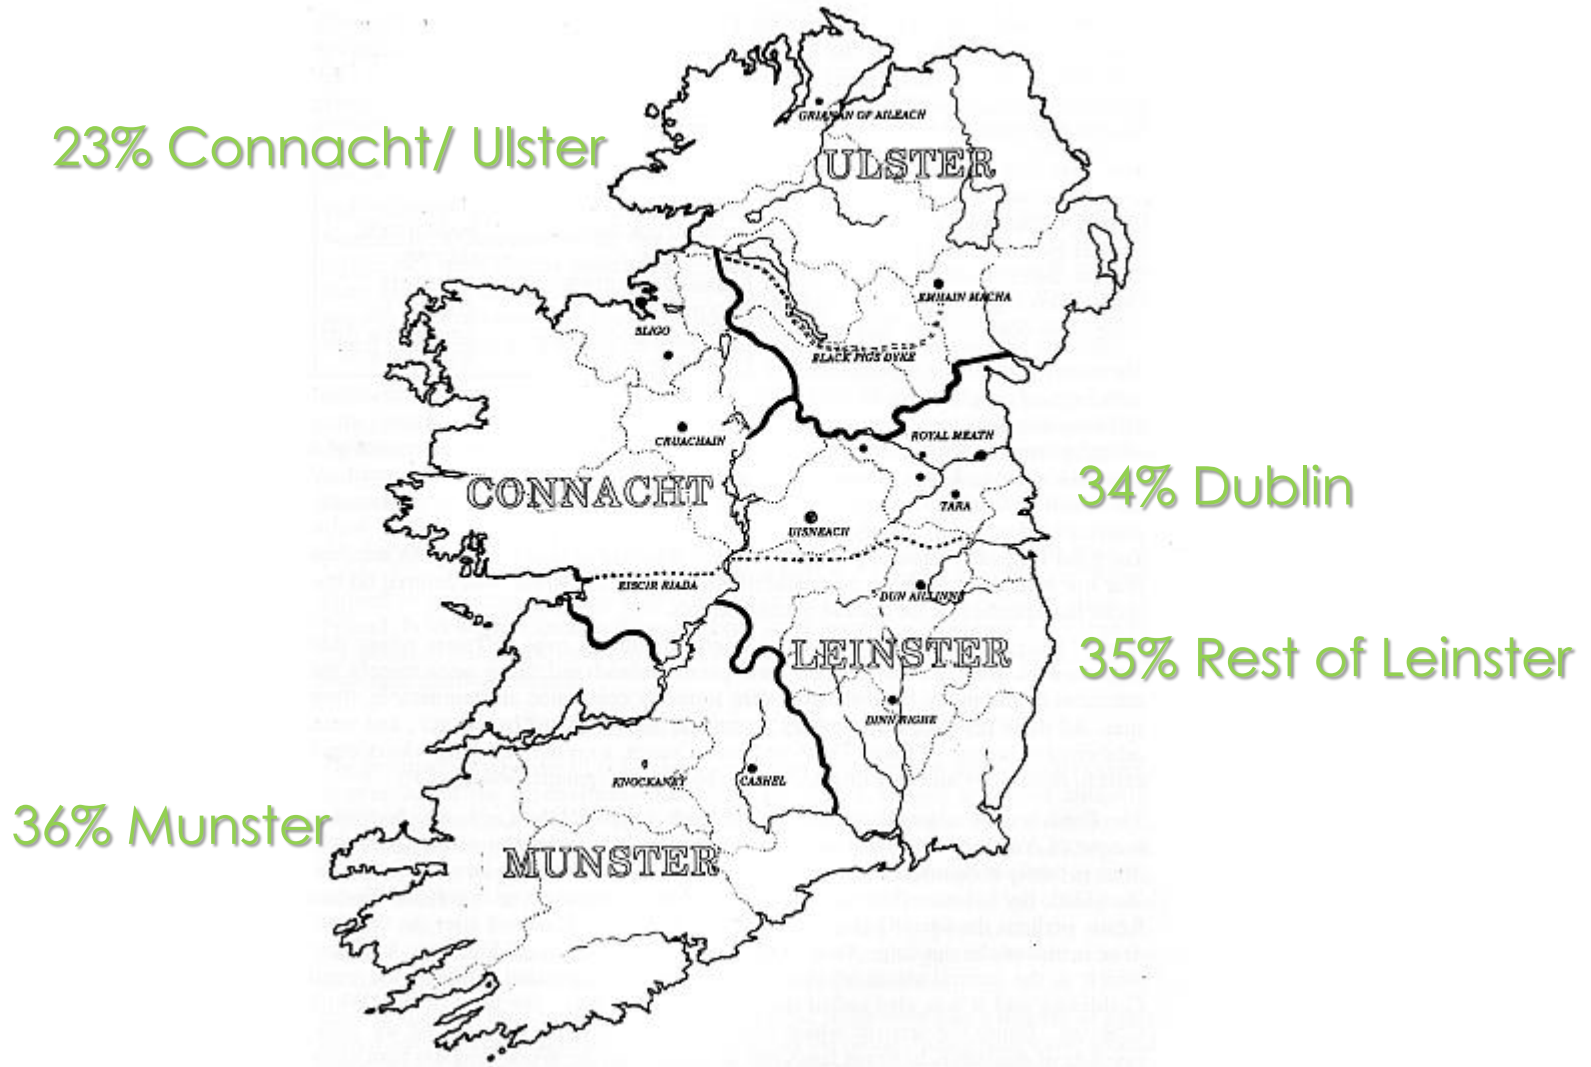 GRIANAN OF AILEACH
23% Connacht/ Ulster
ULSTER
EMHAIN MACHA
SLIGO
BLACK PIGS DYKE
CRUACHAIN
ROYAL MEATH
CONNACHT
34% Dublin
TARA
UISNEACH
EISCIR RIADA
DUN AILLINNE
LEINSTER
35% Rest of Leinster
DINN RIGHE
KNOCKANEY
CASHEL
36% Munster
MUNSTER